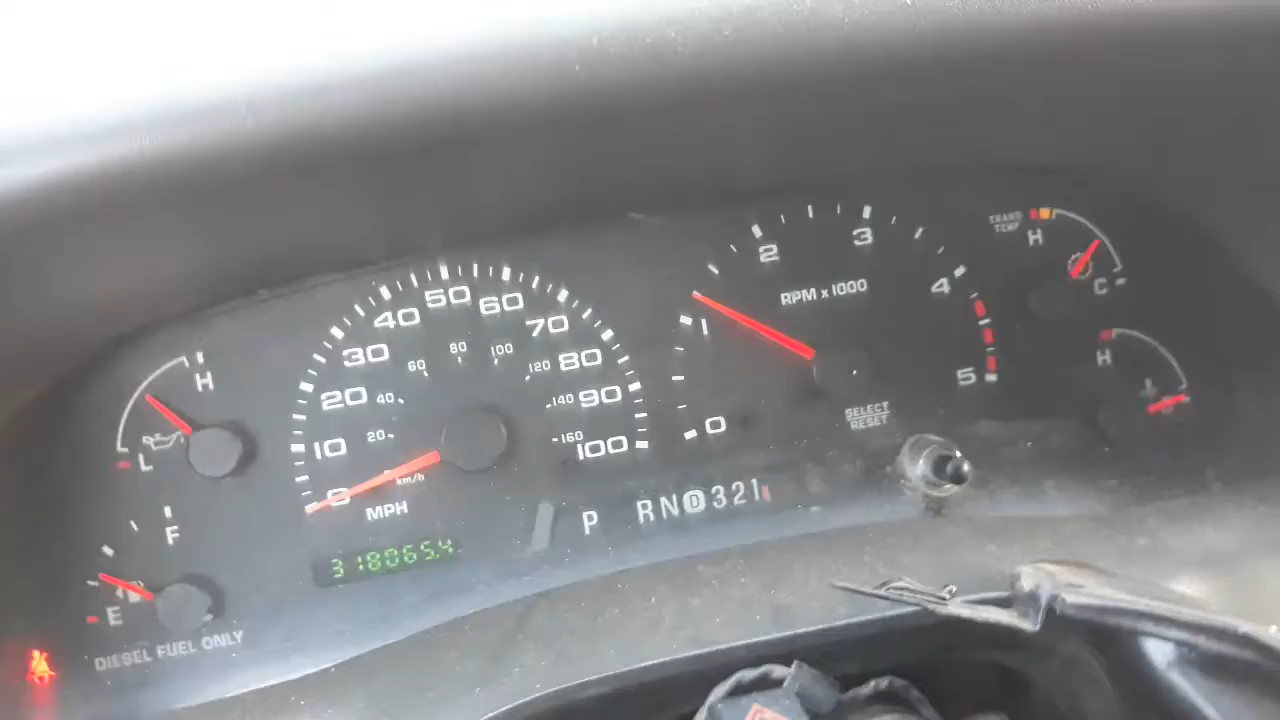 H
L
F
E
DIESEL FUEL ONLY
0
10
20
30
40
50
60
70
80
90
100
20
40
60
80
100
120
140
160
km/h
MPH
318065.4
P RND321
0
1
2
3
4
5
RPM x 1000
SELECT
RESET
TRANS
TEMP
H
C
H